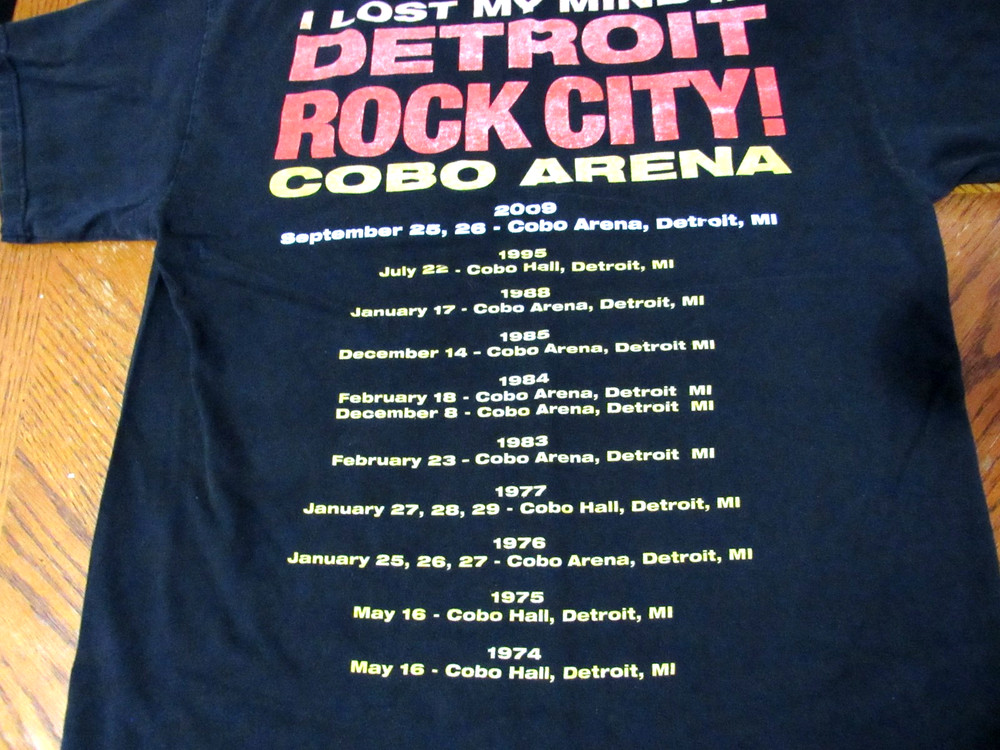 I LOST MY MIND
DETROIT
ROCK CITY!
COBO ARENA
2009
September 25, 26 - Cobo Arena, Detroit, MI
1995
July 22 - Cobo Hall, Detroit, MI
1988
January 17 - Cobo Arena, Detroit, MI
1985
December 14 - Cobo Arena, Detroit MI
1984
February 18 - Cobo Arena, Detroit MI
December 8 - Cobo Arena, Detroit MI
1983
February 23 - Cobo Arena, Detroit MI
1977
January 27, 28, 29 - Cobo Hall, Detroit, MI
1976
January 25, 26, 27 - Cobo Arena, Detroit, MI
1975
May 16 - Cobo Hall, Detroit, MI
1974
May 16 - Cobo Hall, Detroit, MI